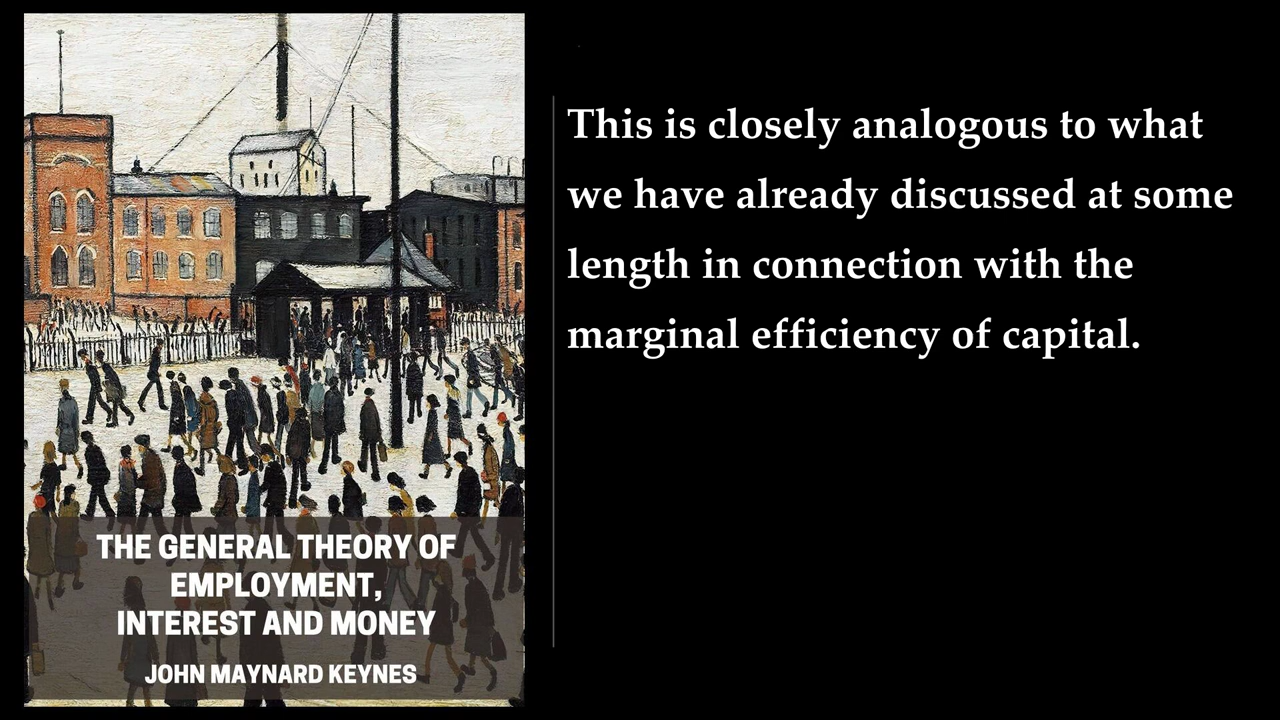 THE GENERAL THEORY OF
EMPLOYMENT,
INTEREST AND MONEY
JOHN MAYNARD KEYNES
This is closely analogous to what
we have already discussed at some
length in connection with the
marginal efficiency of capital.